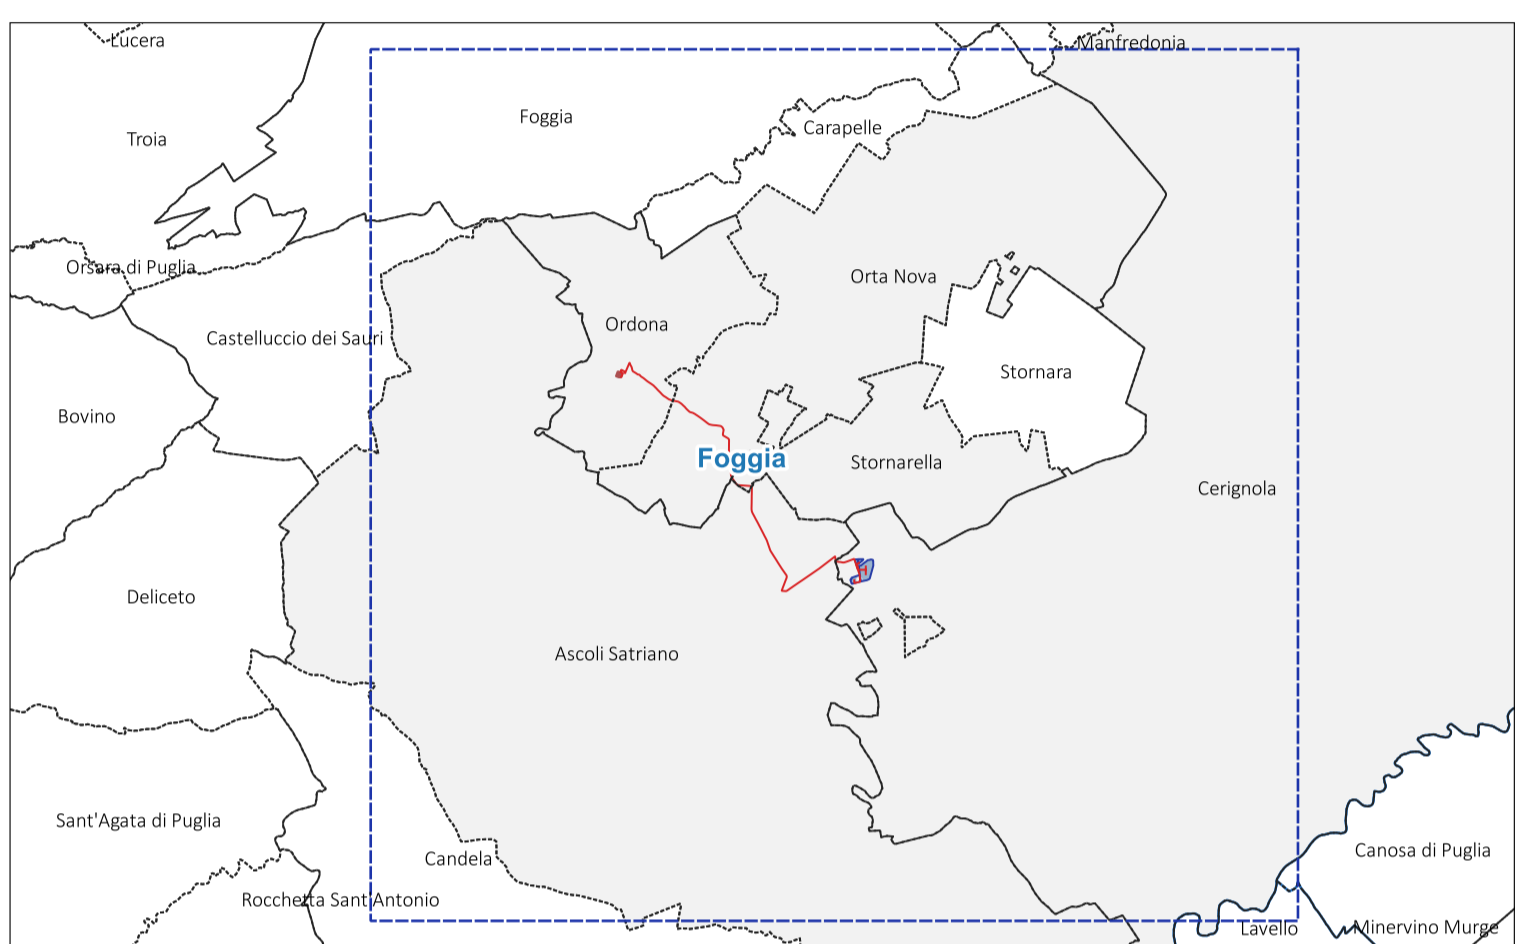 Lucera
Manfredonia
Foggia
Carapelle
Troia
Orsara di Puglia
Orta Nova
Ordona
Castelluccio dei Sauri
Stornara
Bovino
Foggia
Stornarella
Cerignola
Deliceto
Ascoli Satriano
Sant'Agata di Puglia
Candela
Canosa di Puglia
Rocchetta Sant'Antonio
Lavello
Minervino Murge